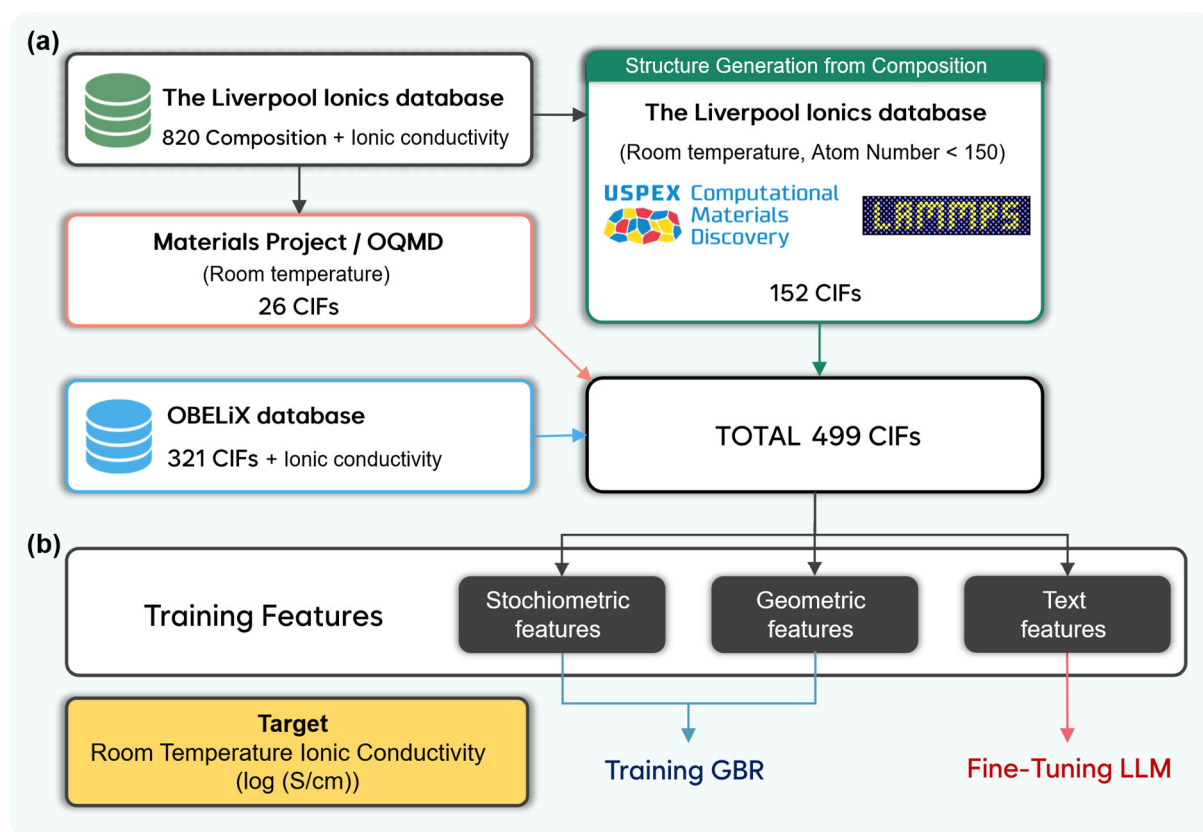 (a)
The Liverpool Ionics database
820 Composition + Ionic conductivity
Structure Generation from Composition
The Liverpool Ionics database
(Room temperature, Atom Number < 150)
USPEX Computational
Materials
Discovery
LAMMPS
152 CIFs
Materials Project / OQMD
(Room temperature)
26 CIFs
OBELiX database
321 CIFs + Ionic conductivity
TOTAL 499 CIFs
(b)
Training Features
Stochiometric
features
Geometric
features
Text
features
Target
Room Temperature Ionic Conductivity
(log (S/cm))
Training GBR
Fine-Tuning LLM